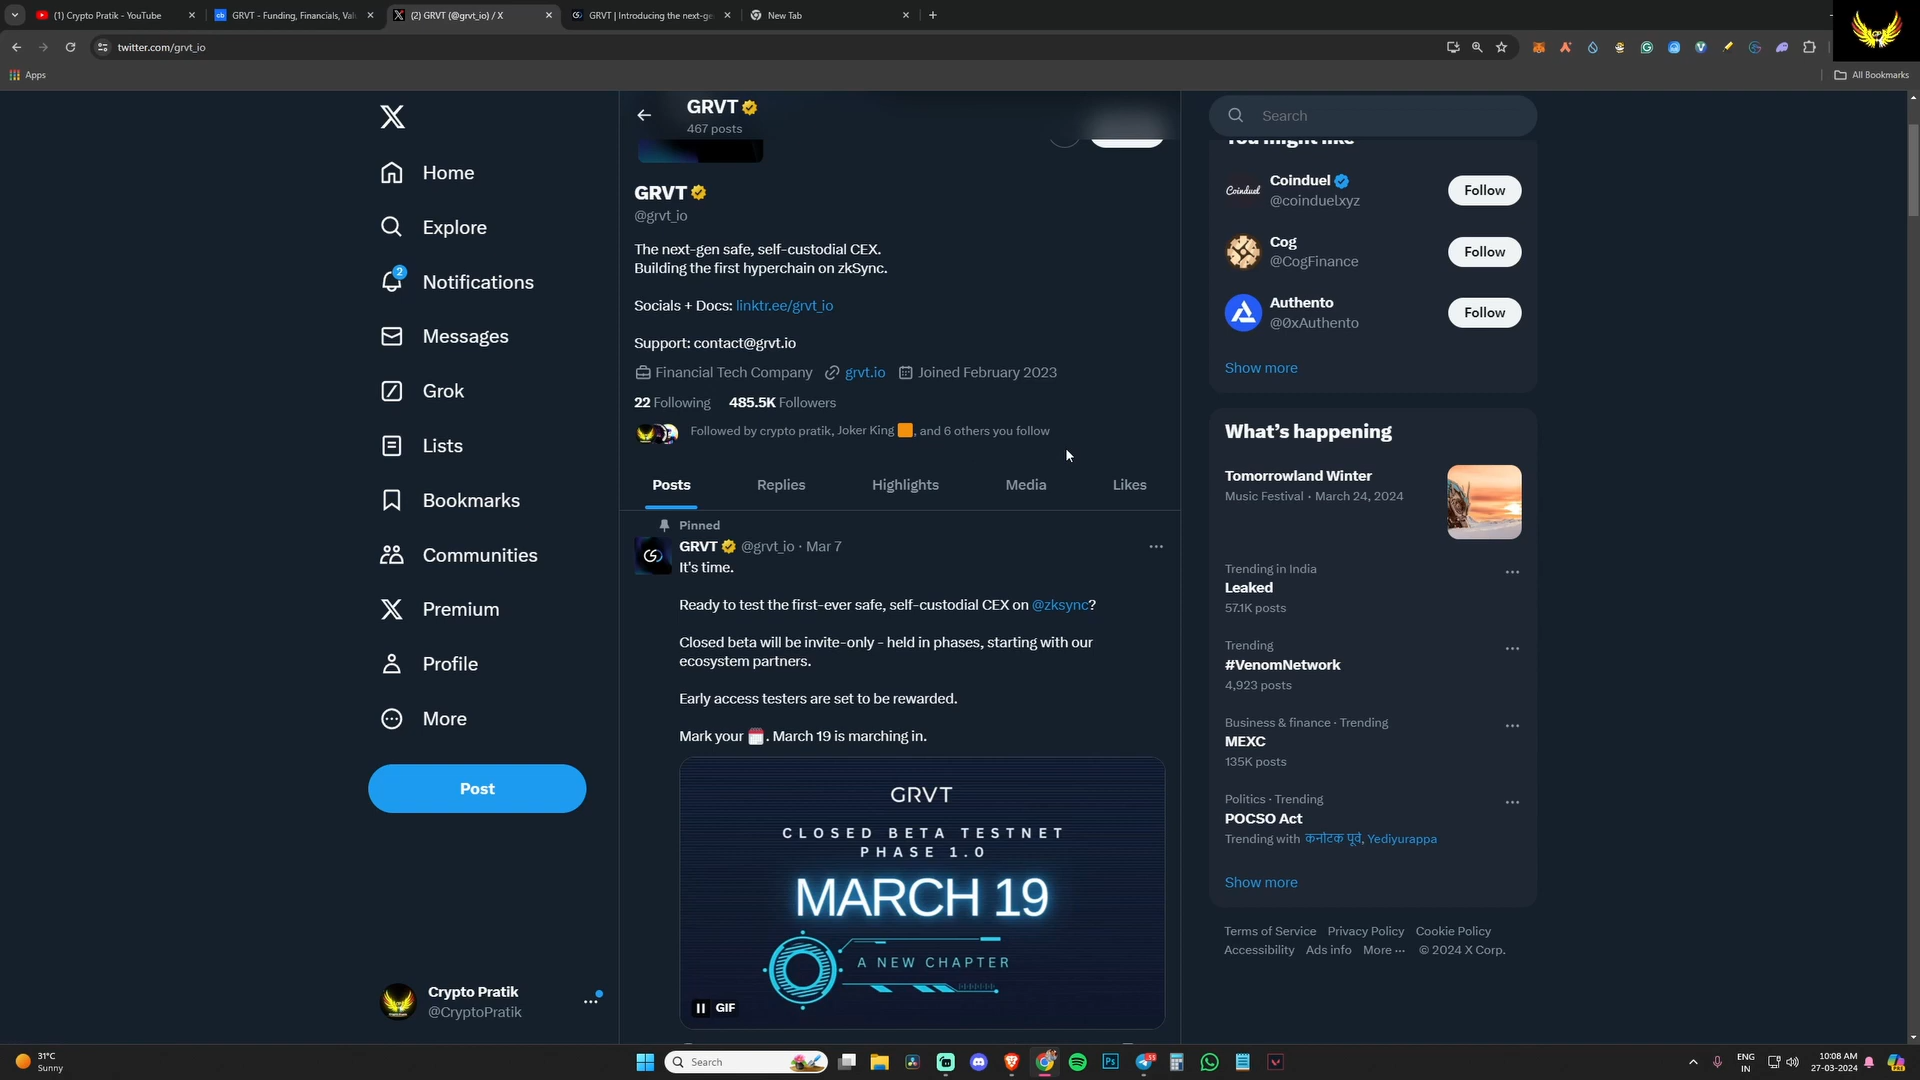 (1) Crypto Pratik - YouTube
GRVT - Funding, Financials, Val
(2) GRVT (@grvt_io) / X
GRVT | Introducing the next-ge
New Tab
twitter.com/grvt_io
Apps
All Bookmarks
GRVT
467 posts
GRVT
@grvt_io
The next-gen safe, self-custodial CEX.
Building the first hyperchain on zkSync.
Socials + Docs: linktr.ee/grvt_io
Support: contact@grvt.io
Financial Tech Company grvt.io Joined February 2023
22 Following 485.5K Followers
Followed by crypto pratik, Joker King 🟧, and 6 others you follow
Posts Replies Highlights Media Likes
Pinned
GRVT @grvt_io · Mar 7
It's time.
Ready to test the first-ever safe, self-custodial CEX on @zksync?
Closed beta will be invite-only - held in phases, starting with our
ecosystem partners.
Early access testers are set to be rewarded.
Mark your 🗓️. March 19 is marching in.
GRVT
CLOSED BETA TESTNET
PHASE 1.0
MARCH 19
A NEW CHAPTER
GIF
Home
Explore
2
Notifications
Messages
Grok
Lists
Bookmarks
Communities
Premium
Profile
More
Post
Crypto Pratik
@CryptoPratik
Search
You might like
Coinduel
Coinduel
@coinduelxyz
Follow
Cog
@CogFinance
Follow
Authento
@0xAuthento
Follow
Show more
What's happening
Tomorrowland Winter
Music Festival · March 24, 2024
Trending in India
Leaked
57.1K posts
Trending
#VenomNetwork
4,923 posts
Business & finance · Trending
MEXC
135K posts
Politics · Trending
POCSO Act
Trending with कर्नाटक पूर्व, Yediyurappa
Show more
Terms of Service Privacy Policy Cookie Policy
Accessibility Ads info More ··· © 2024 X Corp.
31°C
Sunny
Search
Ps
ENG
IN
10:08 AM
27-03-2024